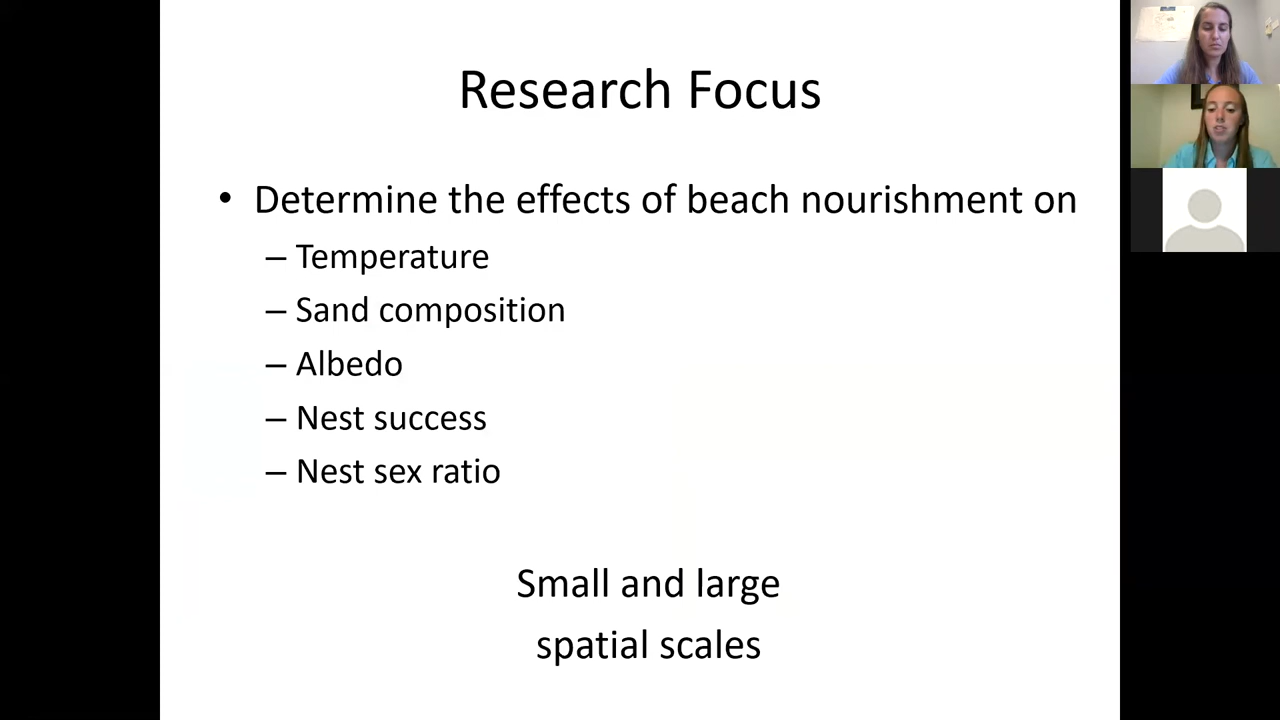 Research Focus
• Determine the effects of beach nourishment on
– Temperature
– Sand composition
– Albedo
– Nest success
– Nest sex ratio
Small and large
spatial scales